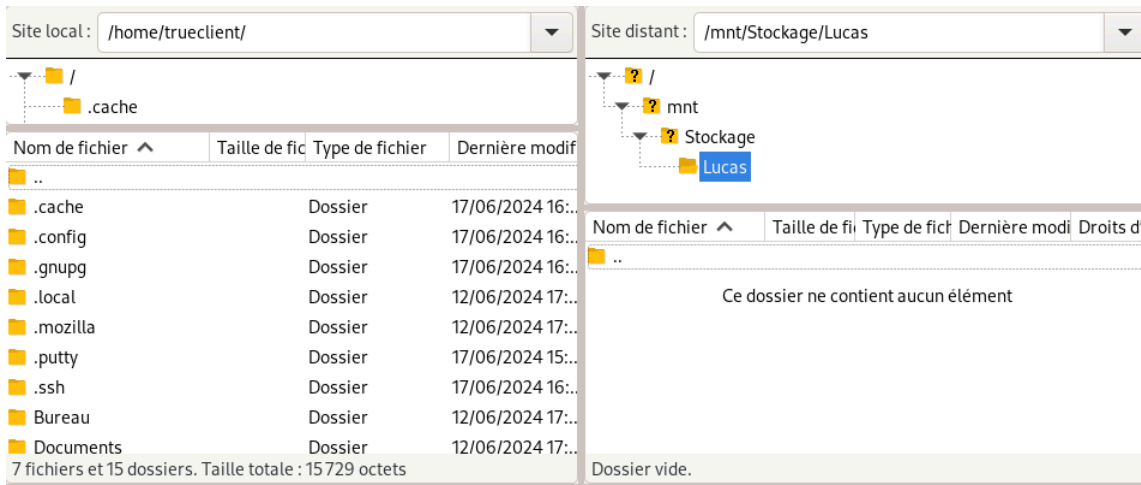 Site local : /home/trueclient/
/
.cache
Nom de fichier Taille de fic Type de fichier Dernière modif
..
.cache Dossier 17/06/2024 16:..
.config Dossier 17/06/2024 16:..
.gnupg Dossier 17/06/2024 16:..
.local Dossier 12/06/2024 17:..
.mozilla Dossier 12/06/2024 17:..
.putty Dossier 17/06/2024 15:..
.ssh Dossier 17/06/2024 16:..
Bureau Dossier 12/06/2024 17:..
Documents Dossier 12/06/2024 17:..
7 fichiers et 15 dossiers. Taille totale : 15 729 octets
Site distant : /mnt/Stockage/Lucas
? /
? mnt
? Stockage
Lucas
Nom de fichier Taille de fi Type de fich Dernière modi Droits d'
..
Ce dossier ne contient aucun élément
Dossier vide.